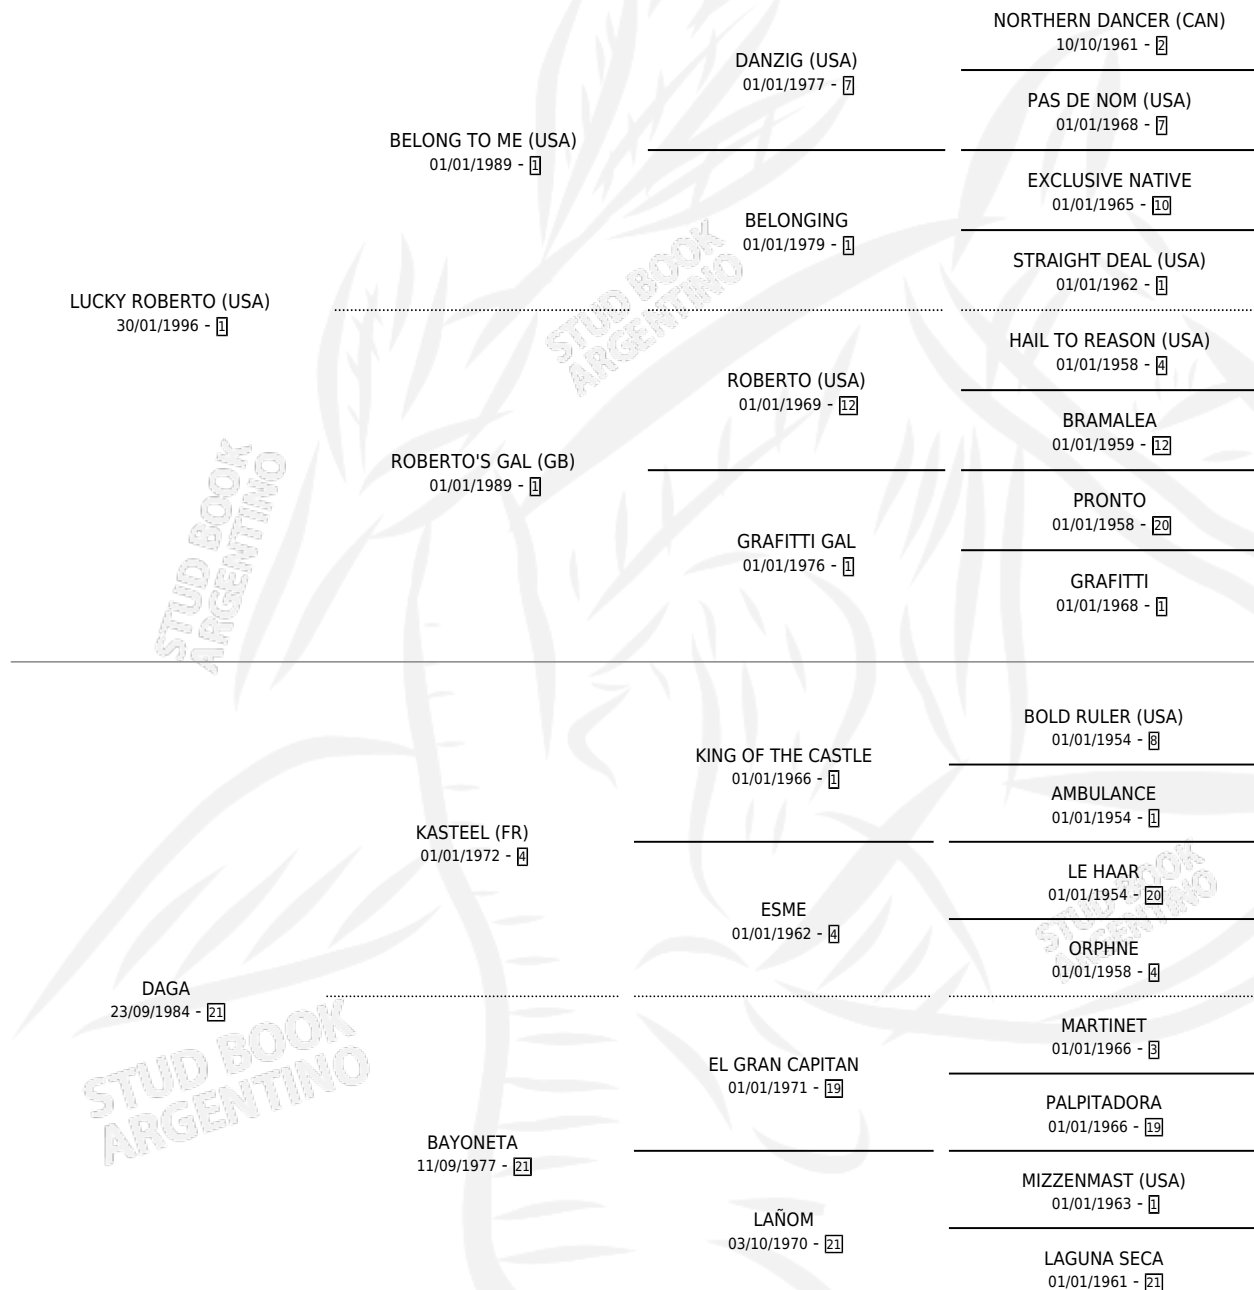 NORTHERN DANCER (CAN)
10/10/1961 - 2
DANZIG (USA)
01/01/1977 - 7
PAS DE NOM (USA)
01/01/1968 - 7
BELONG TO ME (USA)
01/01/1989 - 1
EXCLUSIVE NATIVE
01/01/1965 - 10
BELONGING
01/01/1979 - 1
STRAIGHT DEAL (USA)
01/01/1962 - 1
LUCKY ROBERTO (USA)
30/01/1996 - 1
HAIL TO REASON (USA)
01/01/1958 - 4
ROBERTO (USA)
01/01/1969 - 12
BRAMALEA
01/01/1959 - 12
ROBERTO'S GAL (GB)
01/01/1989 - 1
PRONTO
01/01/1958 - 20
GRAFITTI GAL
01/01/1976 - 1
GRAFITTI
01/01/1968 - 1
BOLD RULER (USA)
01/01/1954 - 8
KING OF THE CASTLE
01/01/1966 - 1
AMBULANCE
01/01/1954 - 1
KASTEEL (FR)
01/01/1972 - 4
LE HAAR
01/01/1954 - 20
ESME
01/01/1962 - 4
ORPHNE
01/01/1958 - 4
DAGA
23/09/1984 - 21
MARTINET
01/01/1966 - 3
EL GRAN CAPITAN
01/01/1971 - 19
PALPITADORA
01/01/1966 - 19
BAYONETA
11/09/1977 - 21
MIZZENMAST (USA)
01/01/1963 - 1
LAÑOM
03/10/1970 - 21
LAGUNA SECA
01/01/1961 - 21
STUD BOOK
ARGENTINO
STUD BOOK
ARGENTINO
STUD BOOK
ARGENTINO
STUD BOOK
ARGENTINO